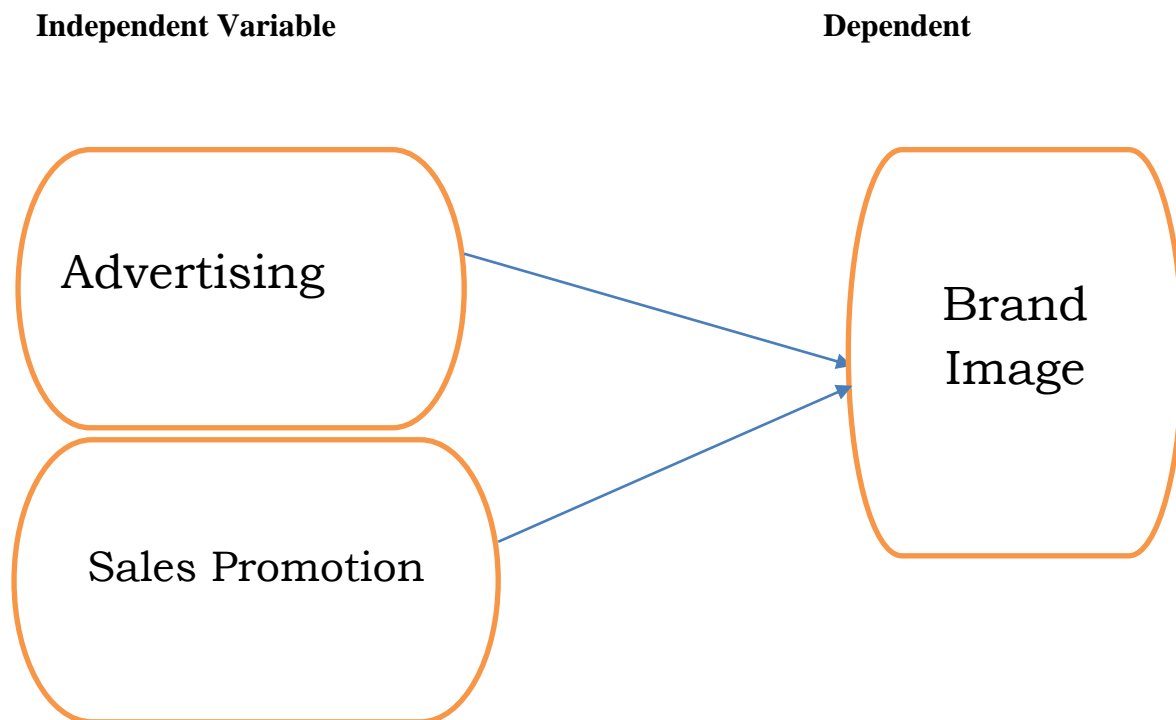 Independent Variable
Dependent
Advertising
Brand
Image
Sales Promotion